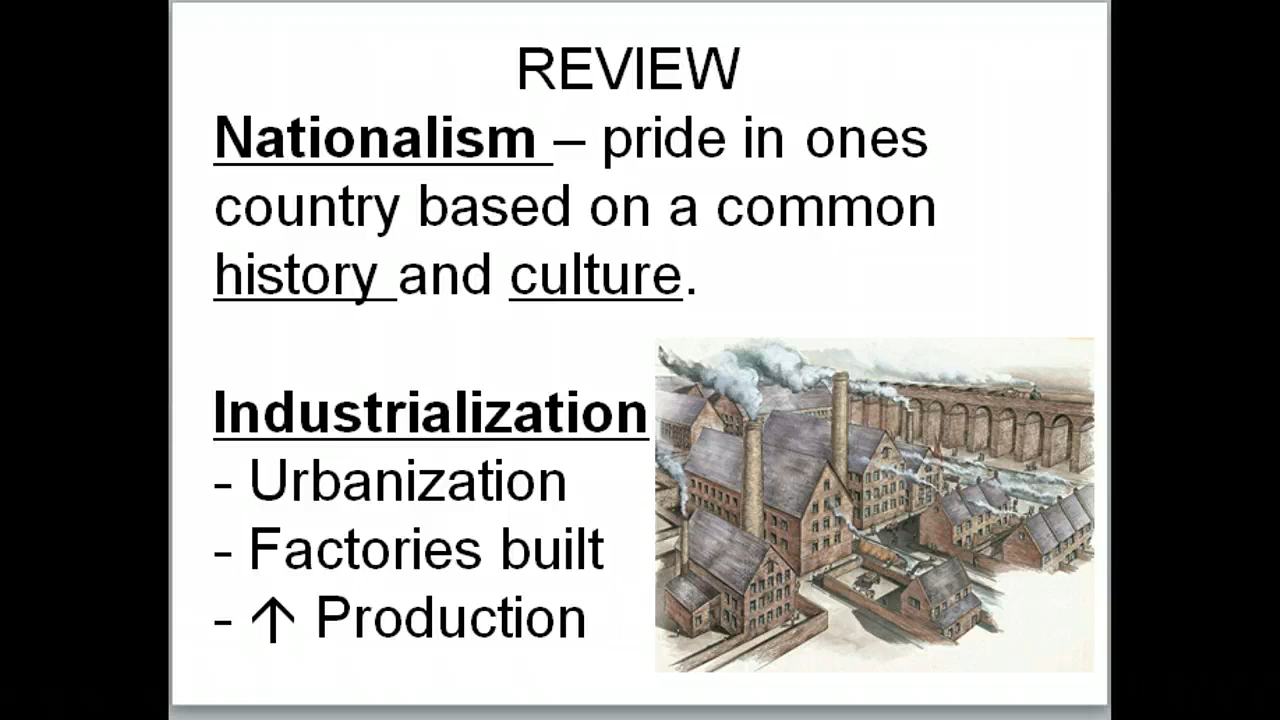 REVIEW
Nationalism – pride in ones
country based on a common
history and culture.
Industrialization
- Urbanization
- Factories built
- ↑ Production